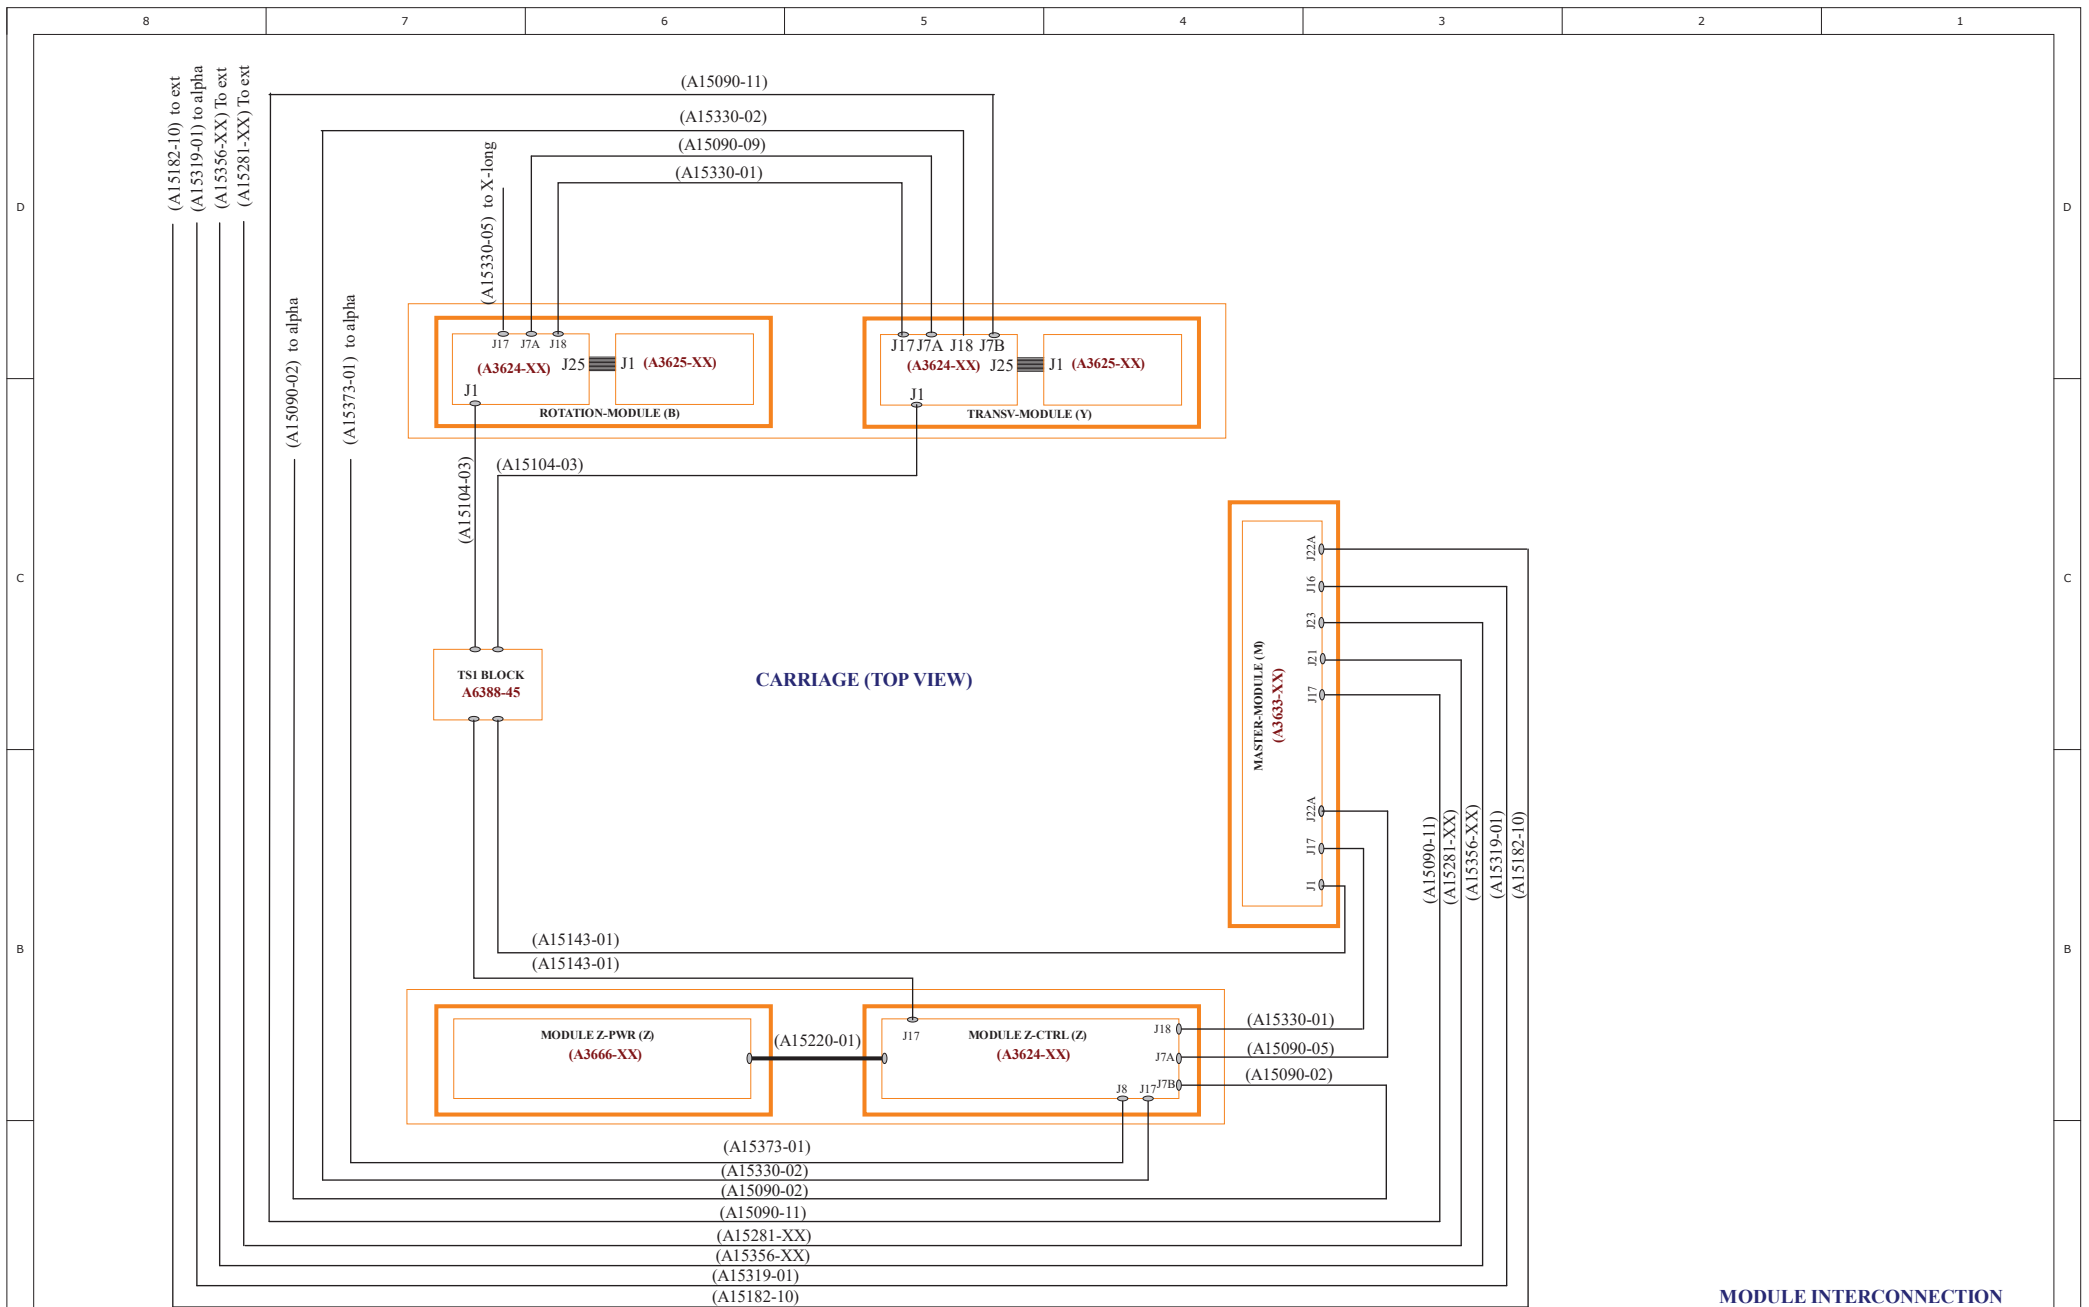 8 7 6 5 4 3 2 1
D
D
C
C
B
B
(A15182-10) to ext
(A15319-01) to alpha
(A15356-XX) To ext
(A15281-XX) To ext
(A15090-02) to alpha
(A15373-01) to alpha
(A15330-05) to X-long
(A15090-11)
(A15330-02)
(A15090-09)
(A15330-01)
J17 J7A J18
(A3624-XX)
J25
J1
(A3625-XX)
J1
ROTATION-MODULE (B)
J17 J7A J18 J7B
(A3624-XX)
J25
J1
(A3625-XX)
J1
TRANSV-MODULE (Y)
(A15104-03)
(A15104-03)
TS1 BLOCK
A6388-45
CARRIAGE (TOP VIEW)
MASTER-MODULE (M)
(A3633-XX)
J22A
J16
J23
J21
J17
J22A
J17
J1
(A15090-11)
(A15281-XX)
(A15356-XX)
(A15319-01)
(A15182-10)
(A15143-01)
(A15143-01)
MODULE Z-PWR (Z)
(A3666-XX)
(A15220-01)
J17
MODULE Z-CTRL (Z)
(A3624-XX)
J18
J7A
J7B
J8 J17
(A15330-01)
(A15090-05)
(A15090-02)
(A15373-01)
(A15330-02)
(A15090-02)
(A15090-11)
(A15281-XX)
(A15356-XX)
(A15319-01)
(A15182-10)
MODULE INTERCONNECTION